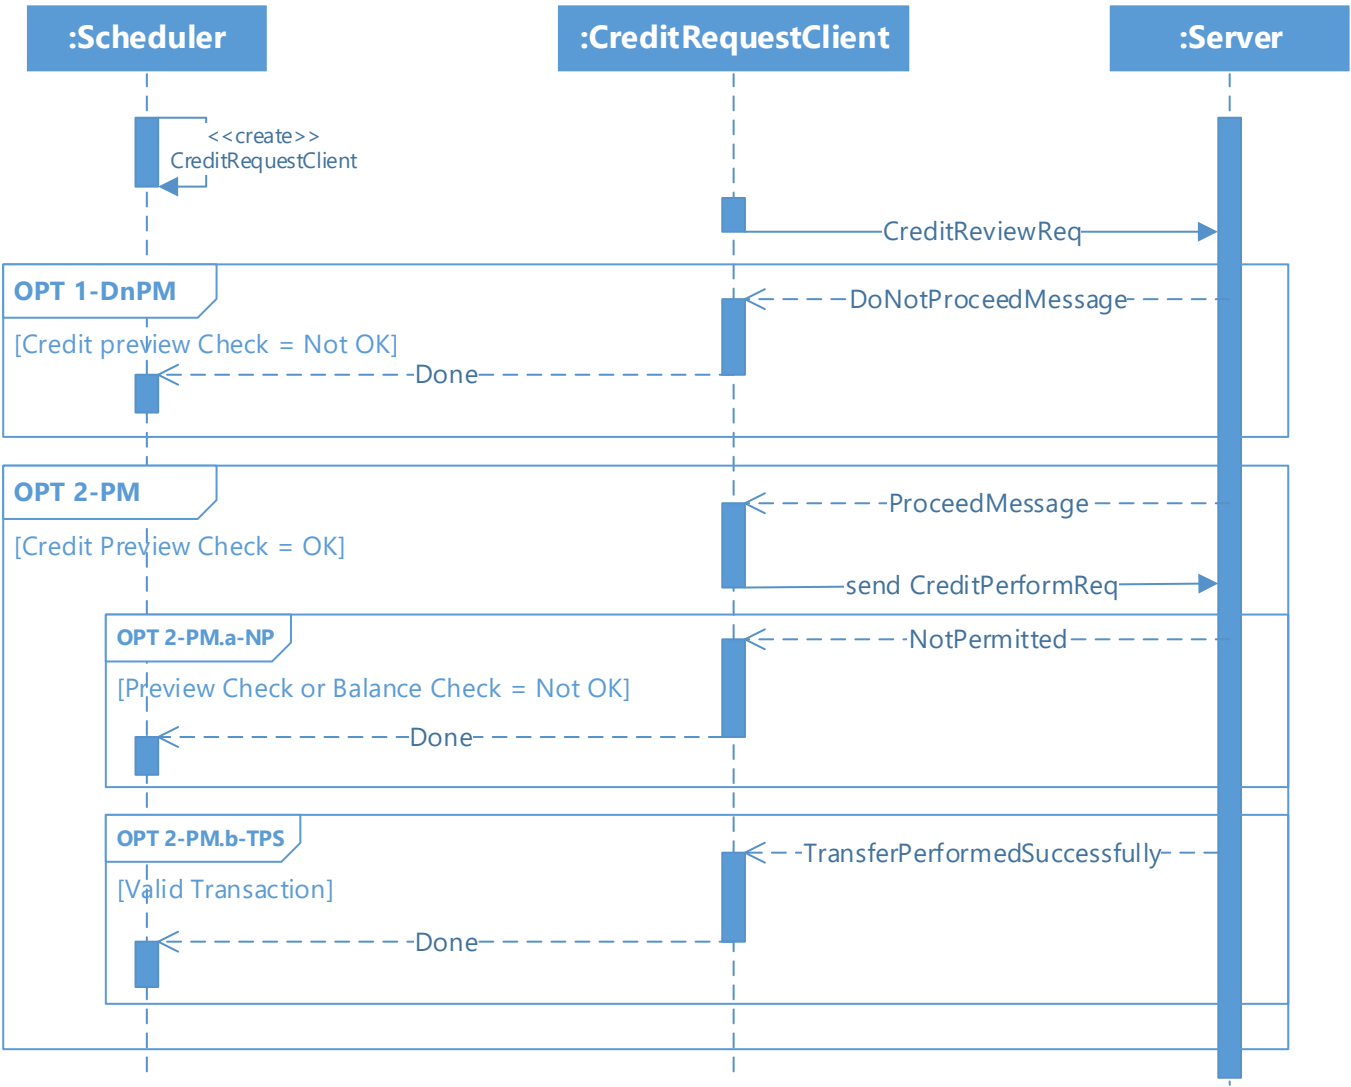 :Scheduler
:CreditRequestClient
:Server
<<create>>
CreditRequestClient
CreditReviewReq
OPT 1-DnPM
DoNotProceedMessage
[Credit preview Check = Not OK]
Done
OPT 2-PM
ProceedMessage
[Credit Preview Check = OK]
send CreditPerformReq
OPT 2-PM.a-NP
NotPermitted
[Preview Check or Balance Check = Not OK]
Done
OPT 2-PM.b-TPS
TransferPerformedSuccessfully
[Valid Transaction]
Done